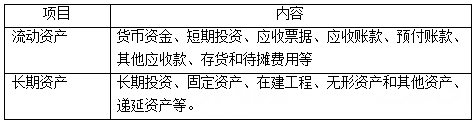 项目 内容
流动资产 货币资金、短期投资、应收票据、应收账款、预付账款、
其他应收款、存货和待摊费用等
长期资产 长期投资、固定资产、在建工程、无形资产和其他资产、
递延资产等。